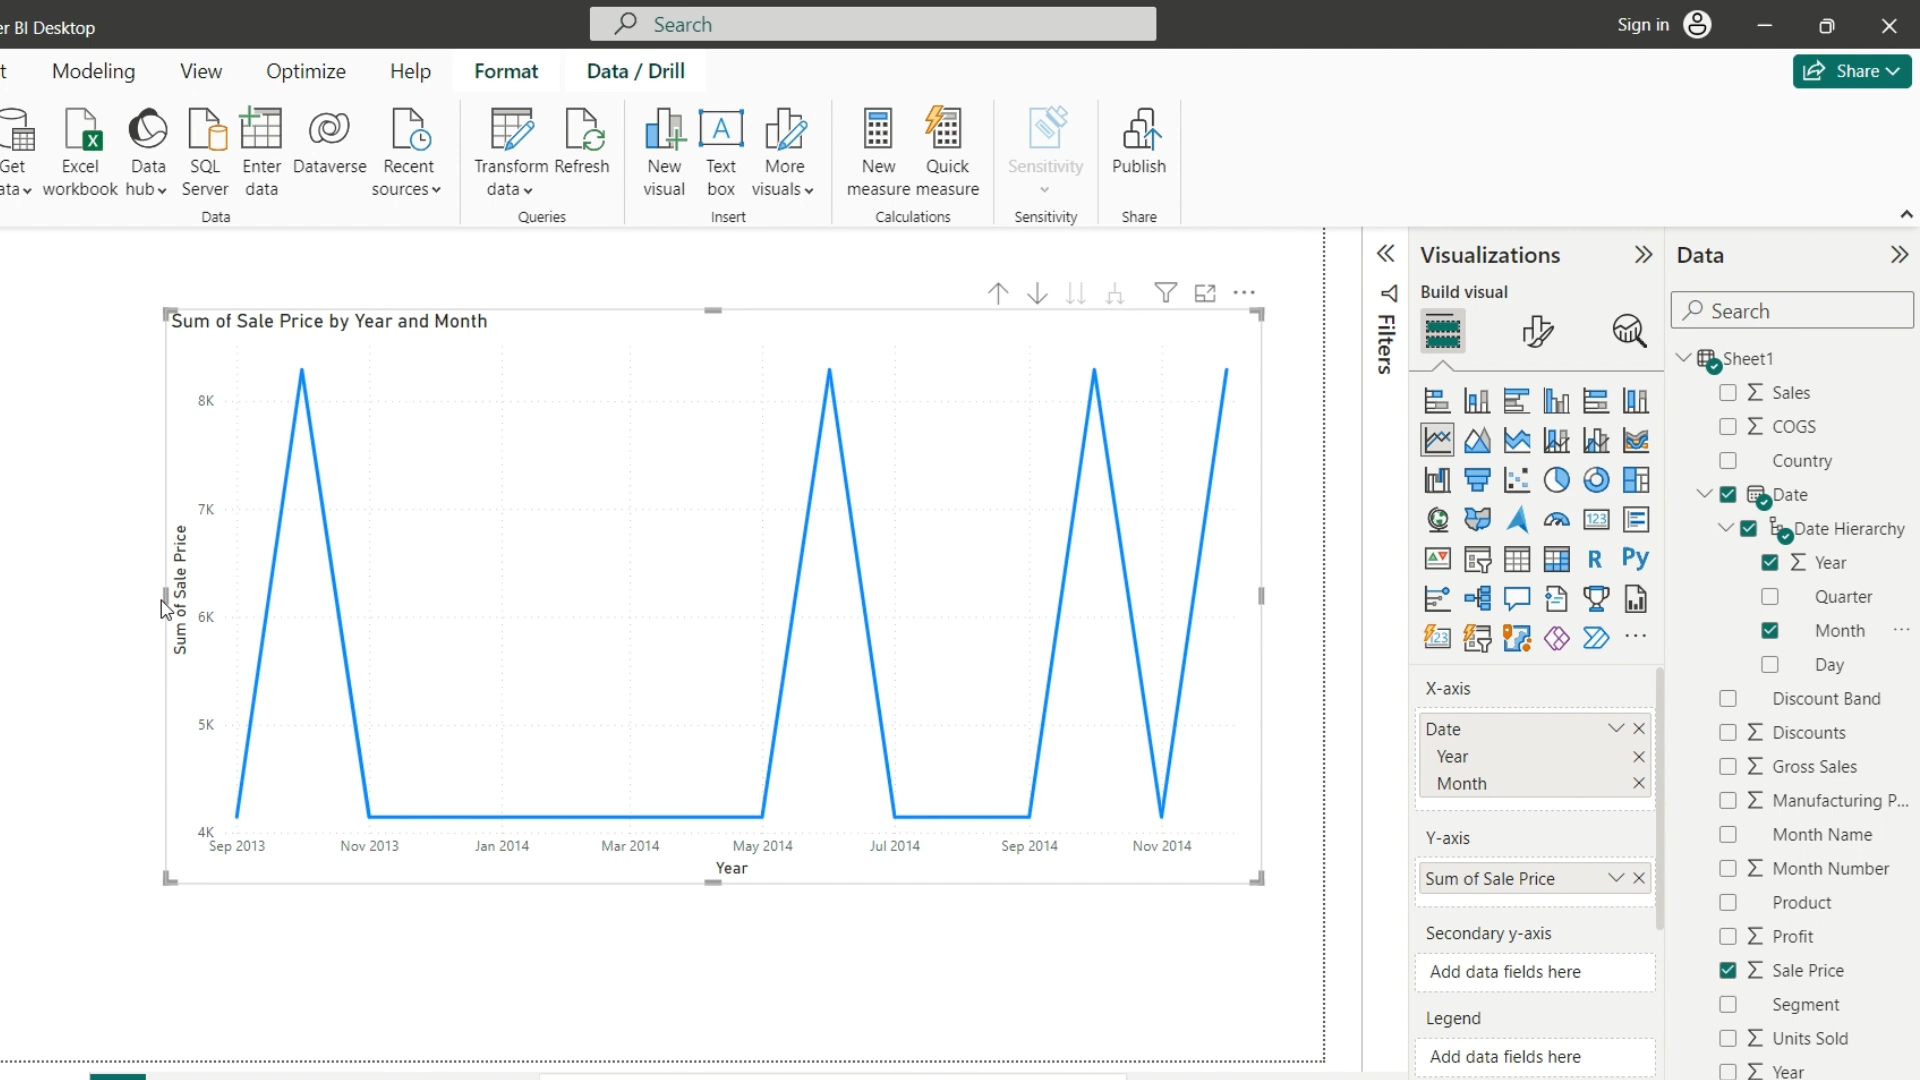 er BI Desktop
Search
Sign in
t
Modeling
View
Optimize
Help
Format
Data / Drill
Share
Get
ata
Excel
workbook
Data
hub
SQL
Server
Enter
data
Dataverse
Recent
sources
Transform
data
Refresh
New
visual
A
Text
box
More
visuals
New
measure
Quick
measure
Sensitivity
Publish
Data
Queries
Insert
Calculations
Sensitivity
Share
Sum of Sale Price by Year and Month
8K
7K
6K
5K
4K
Sum of Sale Price
Sep 2013
Nov 2013
Jan 2014
Mar 2014
May 2014
Jul 2014
Sep 2014
Nov 2014
Year
Filters
Visualizations
Build visual
123
R
Py
123
X-axis
Date
Year
Month
Y-axis
Sum of Sale Price
Secondary y-axis
Add data fields here
Legend
Add data fields here
Data
Search
Sheet1
Σ Sales
Σ COGS
Country
Date
Date Hierarchy
Σ Year
Quarter
Month
Day
Discount Band
Σ Discounts
Σ Gross Sales
Σ Manufacturing P...
Month Name
Σ Month Number
Product
Σ Profit
Σ Sale Price
Segment
Σ Units Sold
Σ Year